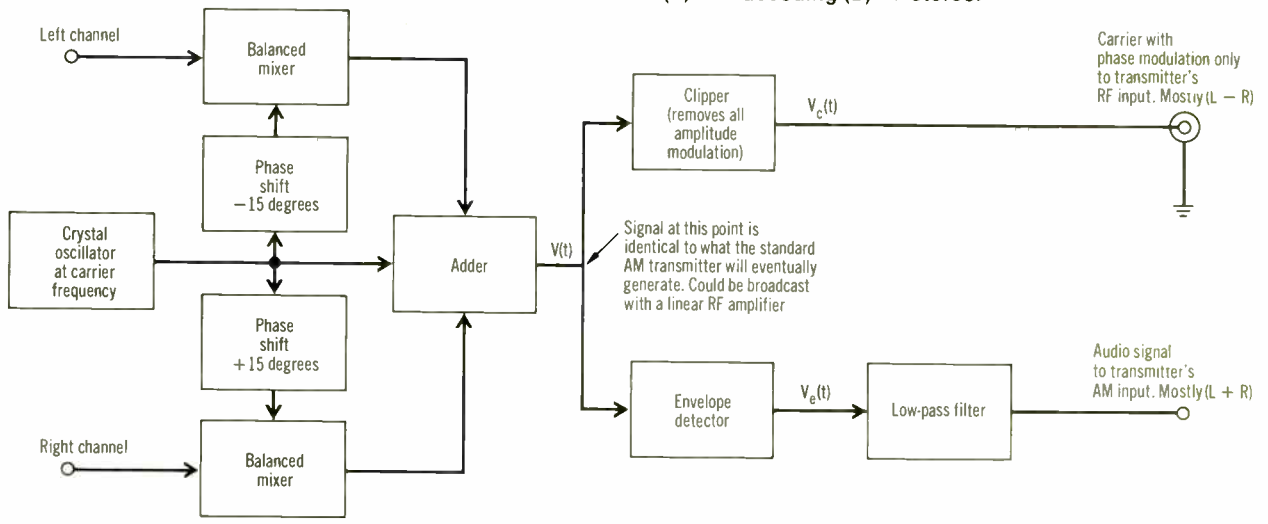 Left channel
Balanced
mixer
Phase
shift
−15 degrees
Crystal
oscillator
at carrier
frequency
Phase
shift
+15 degrees
Right channel
Balanced
mixer
Adder
V(t)
Signal at this point is
identical to what the standard
AM transmitter will eventually
generate. Could be broadcast
with a linear RF amplifier
Clipper
(removes all
amplitude
modulation)
Vc(t)
Carrier with
phase modulation only
to transmitter's
RF input. Mostly (L − R)
Envelope
detector
Ve(t)
Low-pass filter
Audio signal
to transmitter's
AM input. Mostly (L + R)